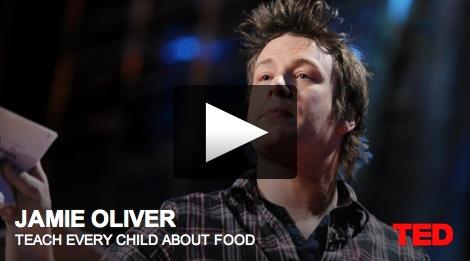 JAMIE OLIVER
TEACH EVERY CHILD ABOUT FOOD
TED